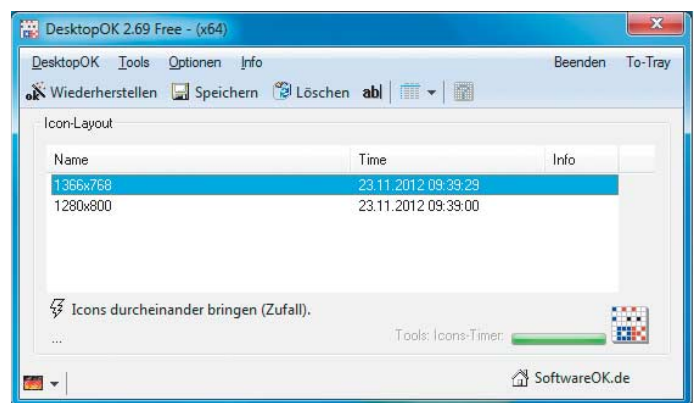 DesktopOK 2.69 Free - (x64)
DesktopOK Tools Optionen Info Beenden To-Tray
ok Wiederherstellen Speichern Löschen ab|
Icon-Layout
Name Time Info
1366x768 23.11.2012 09:39:29
1280x800 23.11.2012 09:39:00
Icons durcheinander bringen (Zufall).
... Tools: Icons-Timer:
SoftwareOK.de